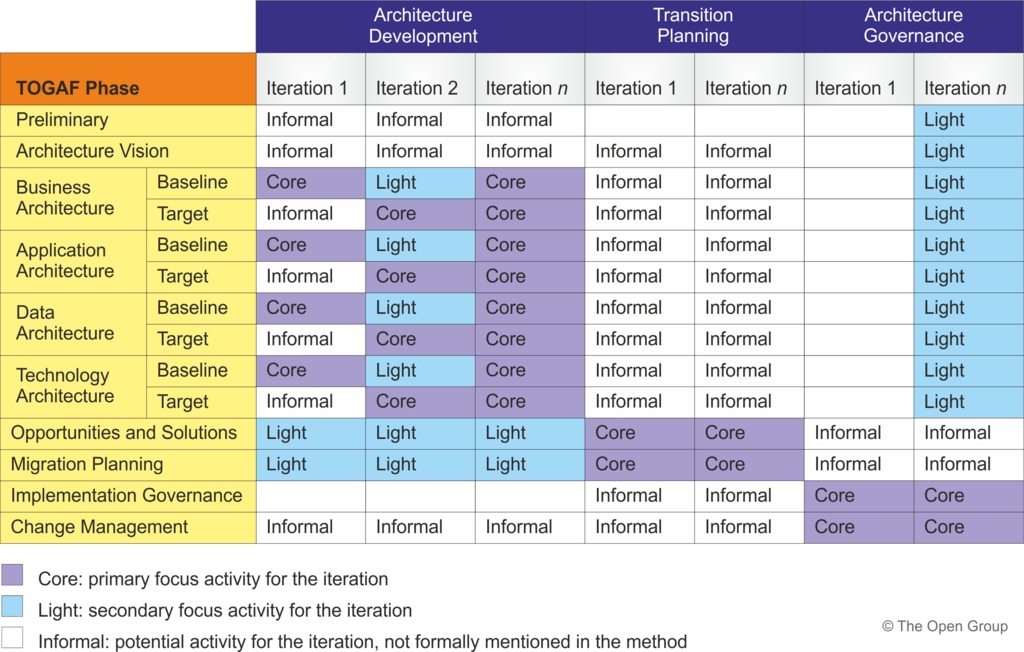 Architecture Development Transition Planning Architecture Governance
TOGAF Phase Iteration 1 Iteration 2 Iteration n Iteration 1 Iteration n Iteration 1 Iteration n
Preliminary Informal Informal Informal Light
Architecture Vision Informal Informal Informal Informal Informal Light
Business Architecture Baseline Core Light Core Informal Informal Light
Target Informal Core Core Informal Informal Light
Application Architecture Baseline Core Light Core Informal Informal Light
Target Informal Core Core Informal Informal Light
Data Architecture Baseline Core Light Core Informal Informal Light
Target Informal Core Core Informal Informal Light
Technology Architecture Baseline Core Light Core Informal Informal Light
Target Informal Core Core Informal Informal Light
Opportunities and Solutions Light Light Light Core Core Informal Informal
Migration Planning Light Light Light Core Core Informal Informal
Implementation Governance Informal Informal Core Core
Change Management Informal Informal Informal Informal Informal Core Core
Core: primary focus activity for the iteration
Light: secondary focus activity for the iteration
Informal: potential activity for the iteration, not formally mentioned in the method
© The Open Group